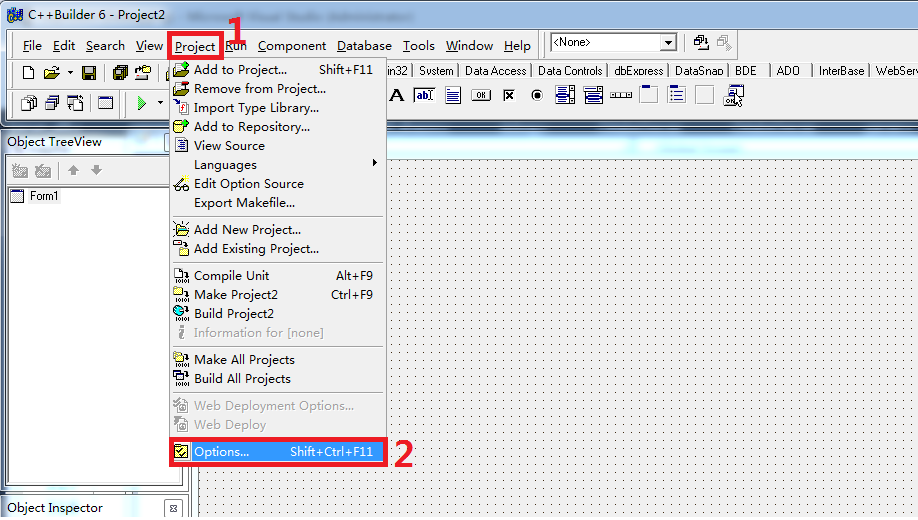 C++Builder 6 - Project2
File Edit Search View Project Run Component Database Tools Window Help <None>
1
in32 System Data Access Data Controls dbExpress DataSnap BDE ADO InterBase WebServ
Add to Project... Shift+F11
Remove from Project...
Import Type Library...
Add to Repository...
View Source
Languages
Edit Option Source
Export Makefile...
Add New Project...
Add Existing Project...
Compile Unit Alt+F9
Make Project2 Ctrl+F9
Build Project2
Information for [none]
Make All Projects
Build All Projects
Web Deployment Options...
Web Deploy
Options... Shift+Ctrl+F11
2
Object TreeView
Form1
Object Inspector